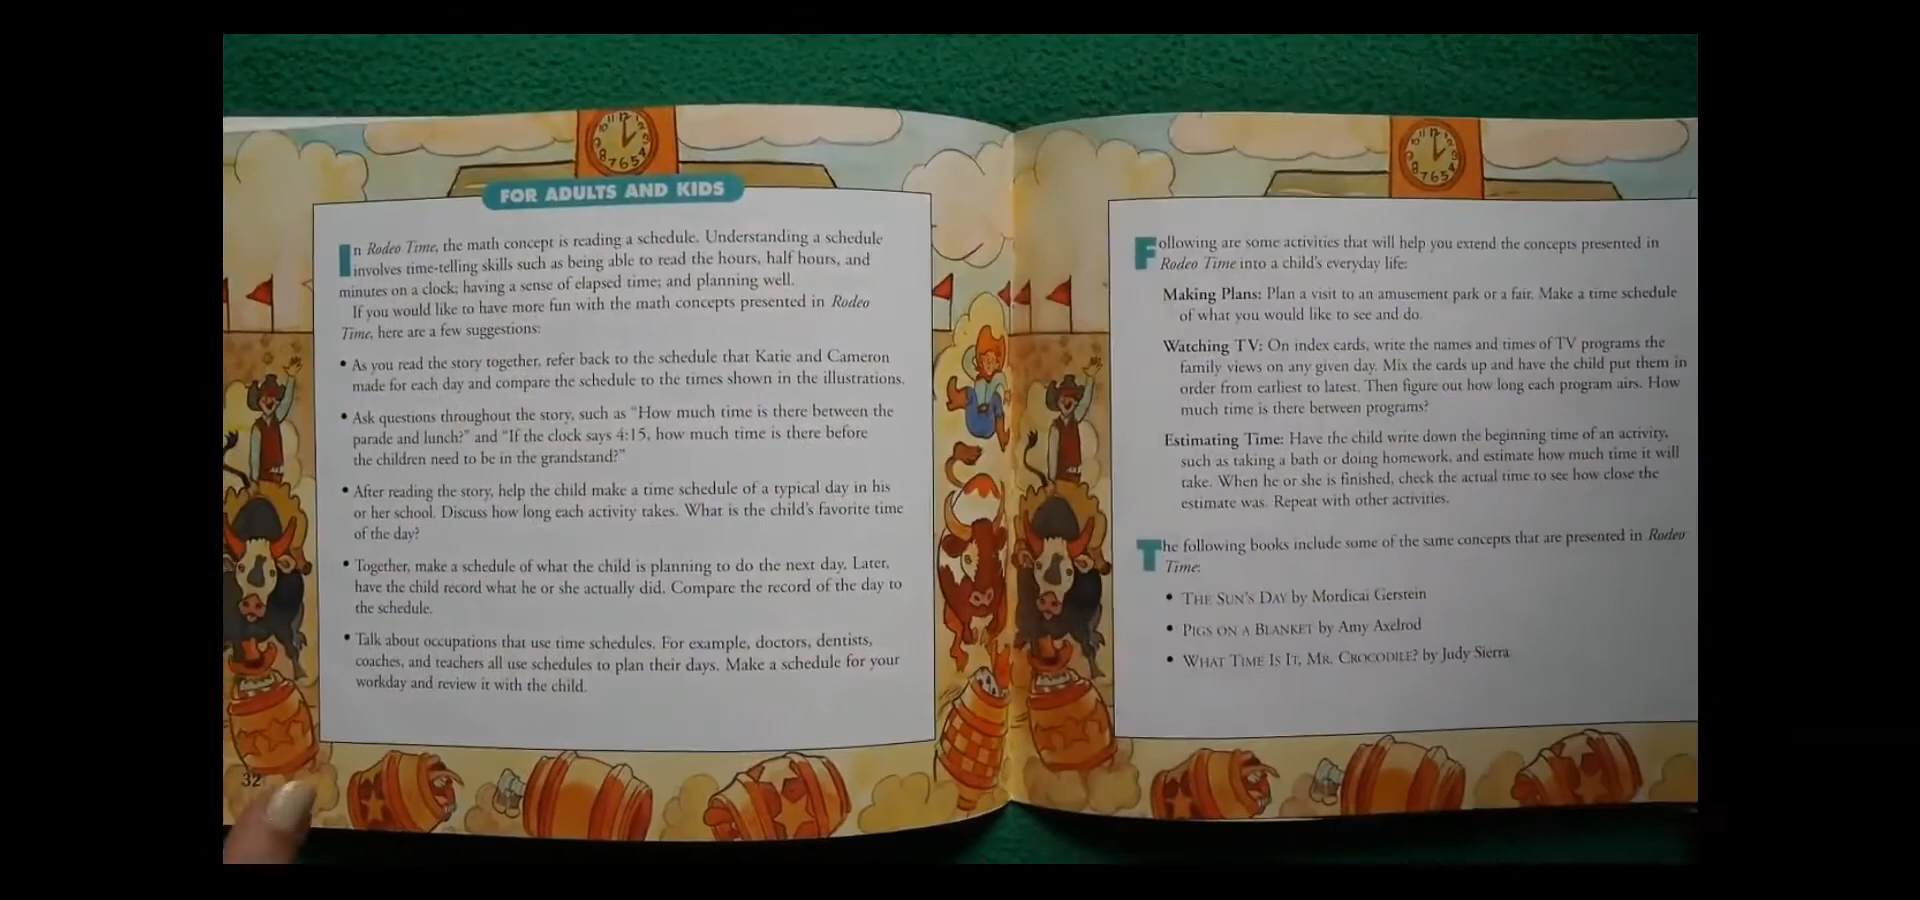 FOR ADULTS AND KIDS
In Rodeo Time, the math concept is reading a schedule. Understanding a schedule
involves time-telling skills such as being able to read the hours, half hours, and
minutes on a clock; having a sense of elapsed time; and planning well.
If you would like to have more fun with the math concepts presented in Rodeo
Time, here are a few suggestions:
• As you read the story together, refer back to the schedule that Katie and Cameron
made for each day and compare the schedule to the times shown in the illustrations.
• Ask questions throughout the story, such as "How much time is there between the
parade and lunch?" and "If the clock says 4:15, how much time is there before
the children need to be in the grandstand?"
• After reading the story, help the child make a time schedule of a typical day in his
or her school. Discuss how long each activity takes. What is the child's favorite time
of the day?
• Together, make a schedule of what the child is planning to do the next day. Later,
have the child record what he or she actually did. Compare the record of the day to
the schedule.
• Talk about occupations that use time schedules. For example, doctors, dentists,
coaches, and teachers all use schedules to plan their days. Make a schedule for your
workday and review it with the child.
32
Following are some activities that will help you extend the concepts presented in
Rodeo Time into a child's everyday life:
Making Plans: Plan a visit to an amusement park or a fair. Make a time schedule
of what you would like to see and do.
Watching TV: On index cards, write the names and times of TV programs the
family views on any given day. Mix the cards up and have the child put them in
order from earliest to latest. Then figure out how long each program airs. How
much time is there between programs?
Estimating Time: Have the child write down the beginning time of an activity,
such as taking a bath or doing homework, and estimate how much time it will
take. When he or she is finished, check the actual time to see how close the
estimate was. Repeat with other activities.
The following books include some of the same concepts that are presented in Rodeo
Time:
• THE SUN'S DAY by Mordicai Gerstein
• PIGS ON A BLANKET by Amy Axelrod
• WHAT TIME IS IT, MR. CROCODILE? by Judy Sierra